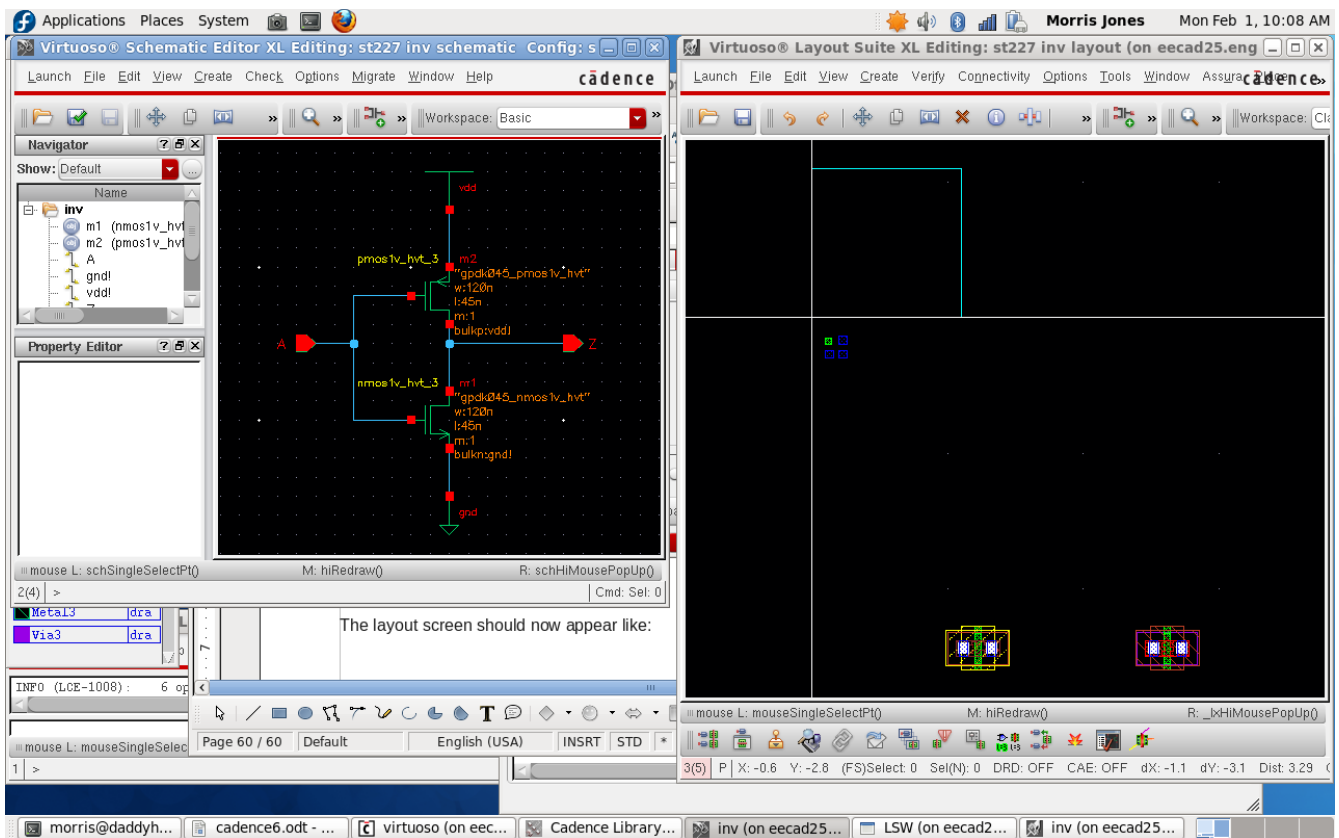 Applications Places System
Morris Jones Mon Feb 1, 10:08 AM
Virtuoso® Schematic Editor XL Editing: st227 inv schematic Config: s
Launch File Edit View Create Check Options Migrate Window Help
cādence
» » » Workspace: Basic »
Navigator
Show: Default
Name
inv
m1 (nmos1v_hvt
m2 (pmos1v_hvt
A
gnd!
vdd!
Property Editor
vdd
pmos1v_hvt_3 m2
"gpdk045_pmos1v_hvt"
w:120n
l:45n
m:1
bulkp:vdd!
A Z
nmos1v_hvt_3 m1
"gpdk045_nmos1v_hvt"
w:120n
l:45n
m:1
bulkn:gnd!
gnd
mouse L: schSingleSelectPt() M: hiRedraw() R: schHiMousePopUp()
2(4) > Cmd: Sel: 0
Metal3 dra
Via3 dra
The layout screen should now appear like:
INFO (LCE-1008): 6 op
Page 60 / 60 Default English (USA) INSRT STD *
mouse L: mouseSingleSelec
1 >
Virtuoso® Layout Suite XL Editing: st227 inv layout (on eecad25.eng
Launch File Edit View Create Verify Connectivity Options Tools Window Assura
cādence »
» » » Workspace: Cla
mouse L: mouseSingleSelectPt() M: hiRedraw() R: _lxHiMousePopUp()
3(5) P X: -0.6 Y: -2.8 (FS)Select: 0 Sel(N): 0 DRD: OFF CAE: OFF dX: -1.1 dY: -3.1 Dist: 3.29
morris@daddyh... cadence6.odt - ... virtuoso (on eec... Cadence Library... inv (on eecad25... LSW (on eecad2... inv (on eecad25...